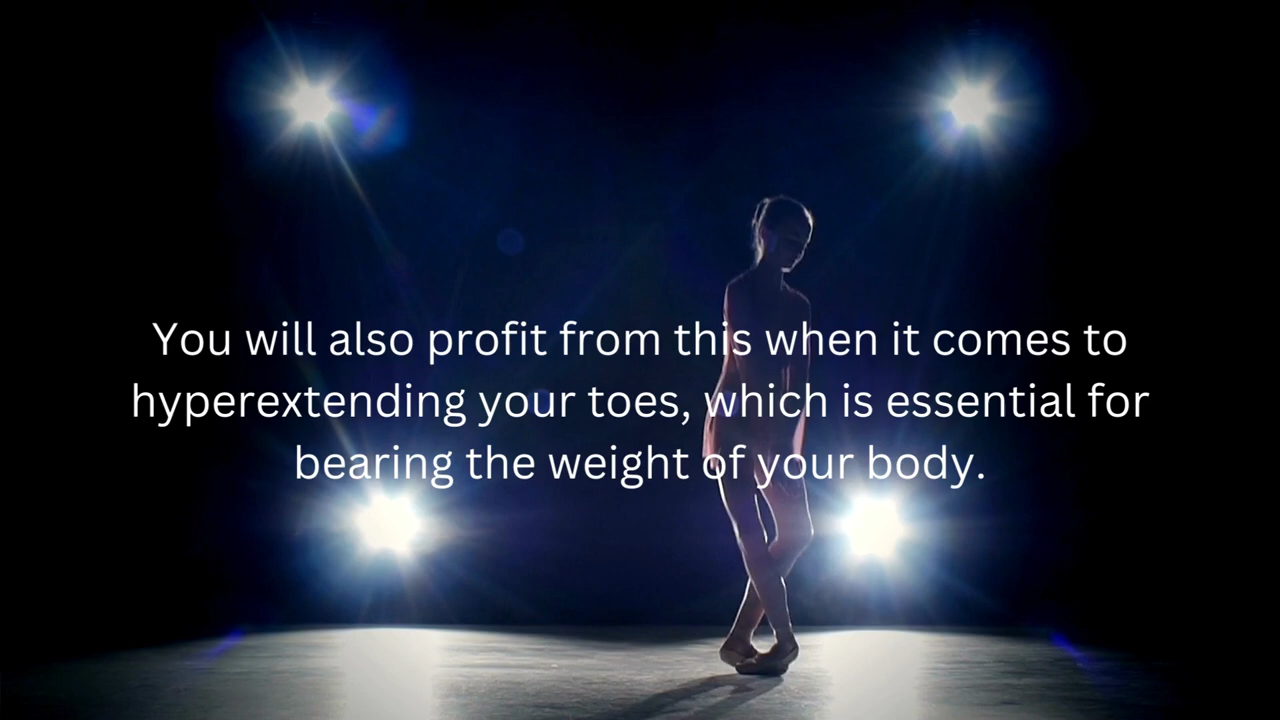 You will also profit from this when it comes to
hyperextending your toes, which is essential for
bearing the weight of your body.